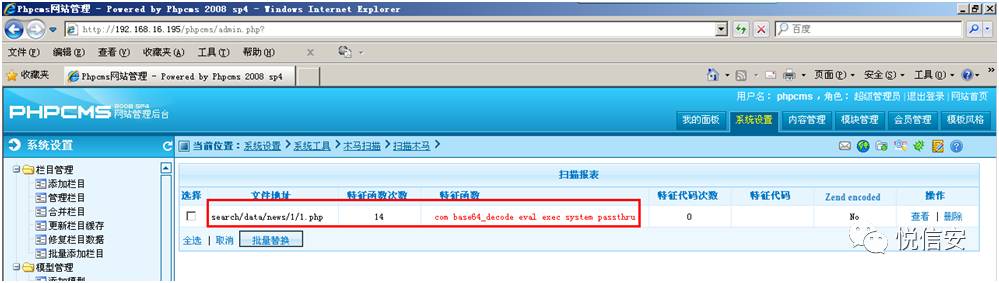 Phpcms网站管理 - Powered by Phpcms 2008 sp4 - Windows Internet Explorer
http://192.168.16.195/phpcms/admin.php?
百度
文件(F) 编辑(E) 查看(V) 收藏夹(A) 工具(T) 帮助(H) x
收藏夹 Phpcms网站管理 - Powered by Phpcms 2008 sp4
页面(P) 安全(S) 工具(O) »
用户名: phpcms ,角色: 超级管理员 |退出登录 |网站首页
PHPCMS 2008 SP4 网站管理后台
我的面板 系统设置 内容管理 模块管理 会员管理 模板风格
系统设置
当前位置: 系统设置 > 系统工具 > 木马扫描 > 扫描木马 >
栏目管理
添加栏目
管理栏目
合并栏目
更新栏目缓存
修复栏目数据
批量添加栏目
模型管理
添加模型
扫描报表
选择 文件地址 特征函数次数 特征函数 特征代码次数 特征代码 Zend encoded 操作
search/data/news/1/1.php 14 com base64_decode eval exec system passthru 0 No 查看 | 删除
全选 | 取消 批量替换
悦信安